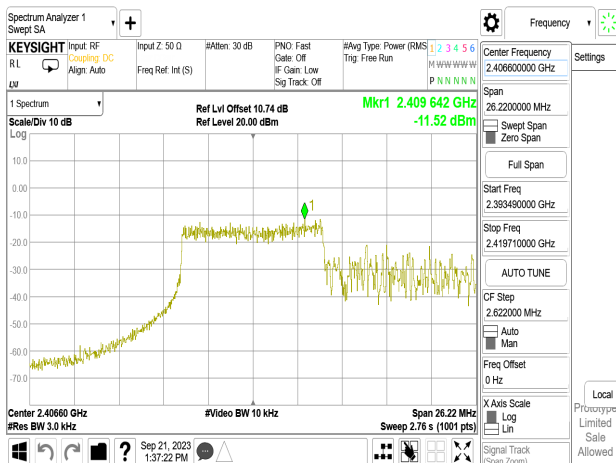 Spectrum Analyzer 1
Swept SA
+
Frequency
KEYSIGHT
R L
Input: RF
Coupling: DC
Align: Auto
Input Z: 50 Ω
Freq Ref: Int (S)
#Atten: 30 dB
PNO: Fast
Gate: Off
IF Gain: Low
Sig Track: Off
#Avg Type: Power (RMS
Trig: Free Run
1 2 3 4 5 6
M W W W W W
P N N N N N
Center Frequency
2.406600000 GHz
Settings
Span
26.2200000 MHz
Swept Span
Zero Span
Full Span
Start Freq
2.393490000 GHz
Stop Freq
2.419710000 GHz
AUTO TUNE
CF Step
2.622000 MHz
Auto
Man
Freq Offset
0 Hz
X Axis Scale
Log
Lin
Signal Track
(Span Zoom)
Local
Prototype
Limited
Sale
Allowed
1 Spectrum
Scale/Div 10 dB
Log
Ref Lvl Offset 10.74 dB
Ref Level 20.00 dBm
Mkr1 2.409 642 GHz
-11.52 dBm
10.0
0.00
-10.0
-20.0
-30.0
-40.0
-50.0
-60.0
-70.0
1
Center 2.40660 GHz
#Res BW 3.0 kHz
#Video BW 10 kHz
Span 26.22 MHz
Sweep 2.76 s (1001 pts)
?
Sep 21, 2023
1:37:22 PM